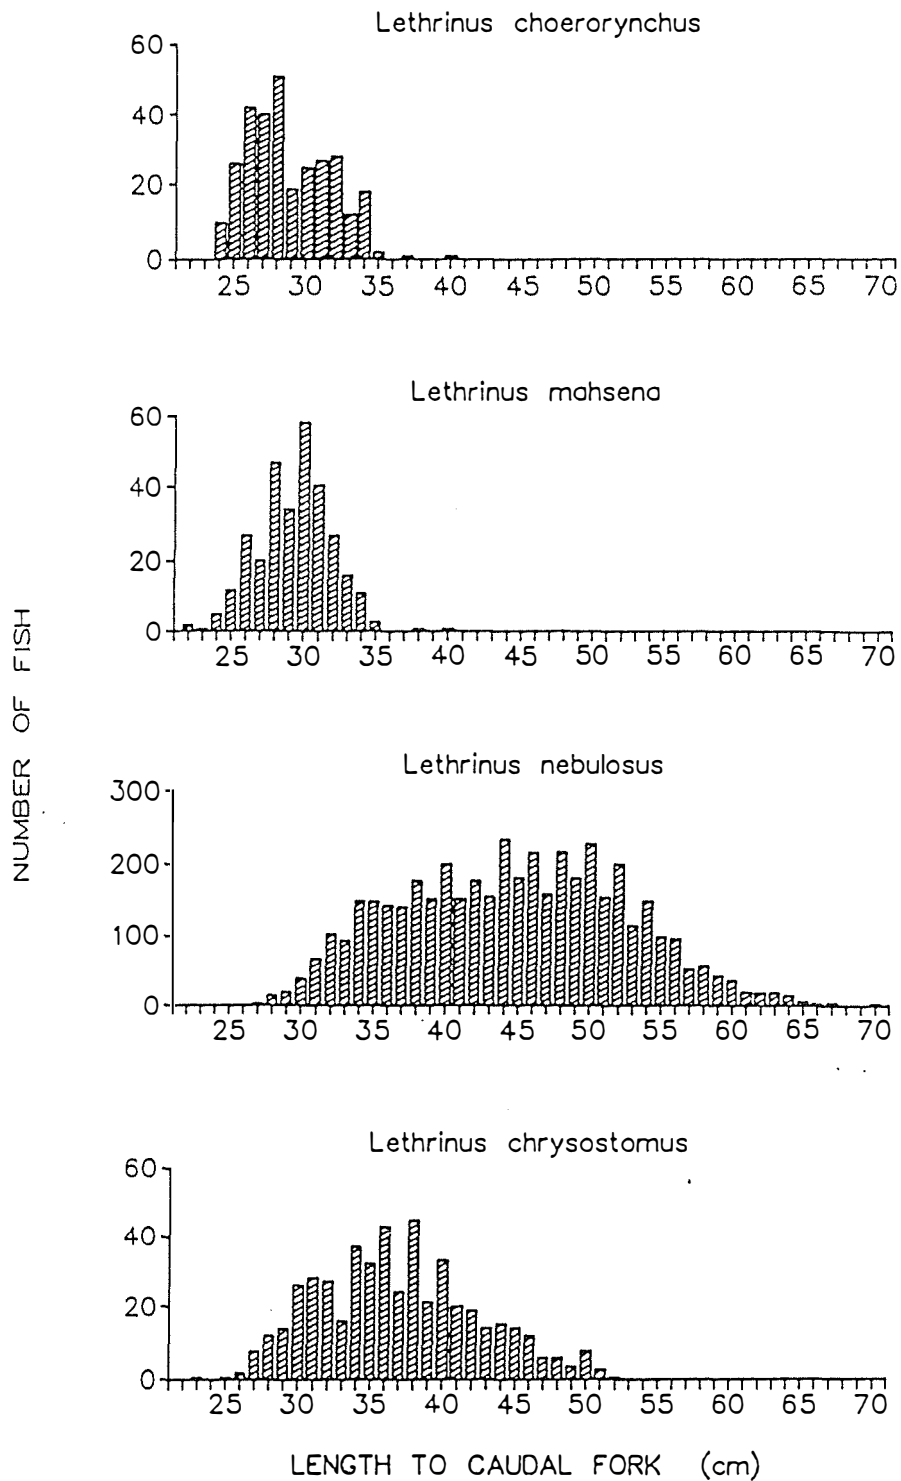 Lethrinus choerorynchus
60
40
20
0
25 30 35 40 45 50 55 60 65 70
Lethrinus mahsena
60
40
20
0
25 30 35 40 45 50 55 60 65 70
NUMBER OF FISH
Lethrinus nebulosus
300
200
100
0
25 30 35 40 45 50 55 60 65 70
Lethrinus chrysostomus
60
40
20
0
25 30 35 40 45 50 55 60 65 70
LENGTH TO CAUDAL FORK (cm)